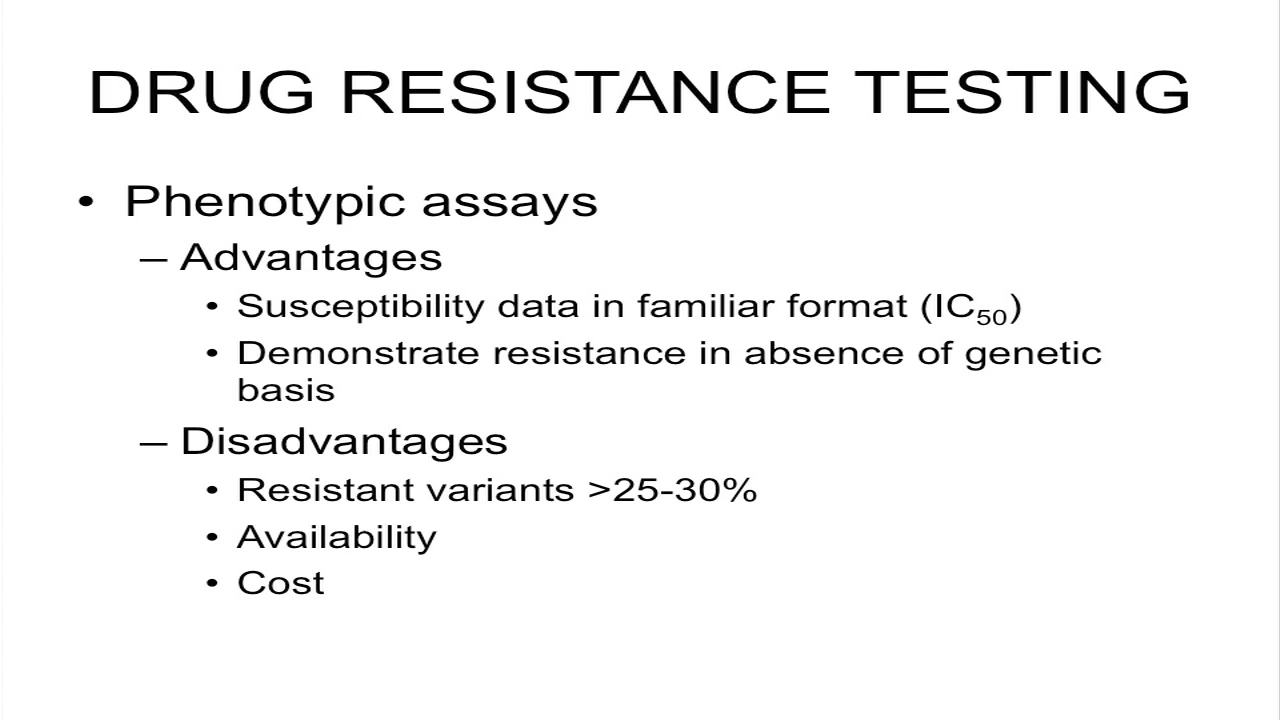 DRUG RESISTANCE TESTING
• Phenotypic assays
– Advantages
• Susceptibility data in familiar format (IC₅₀)
• Demonstrate resistance in absence of genetic
basis
– Disadvantages
• Resistant variants >25-30%
• Availability
• Cost